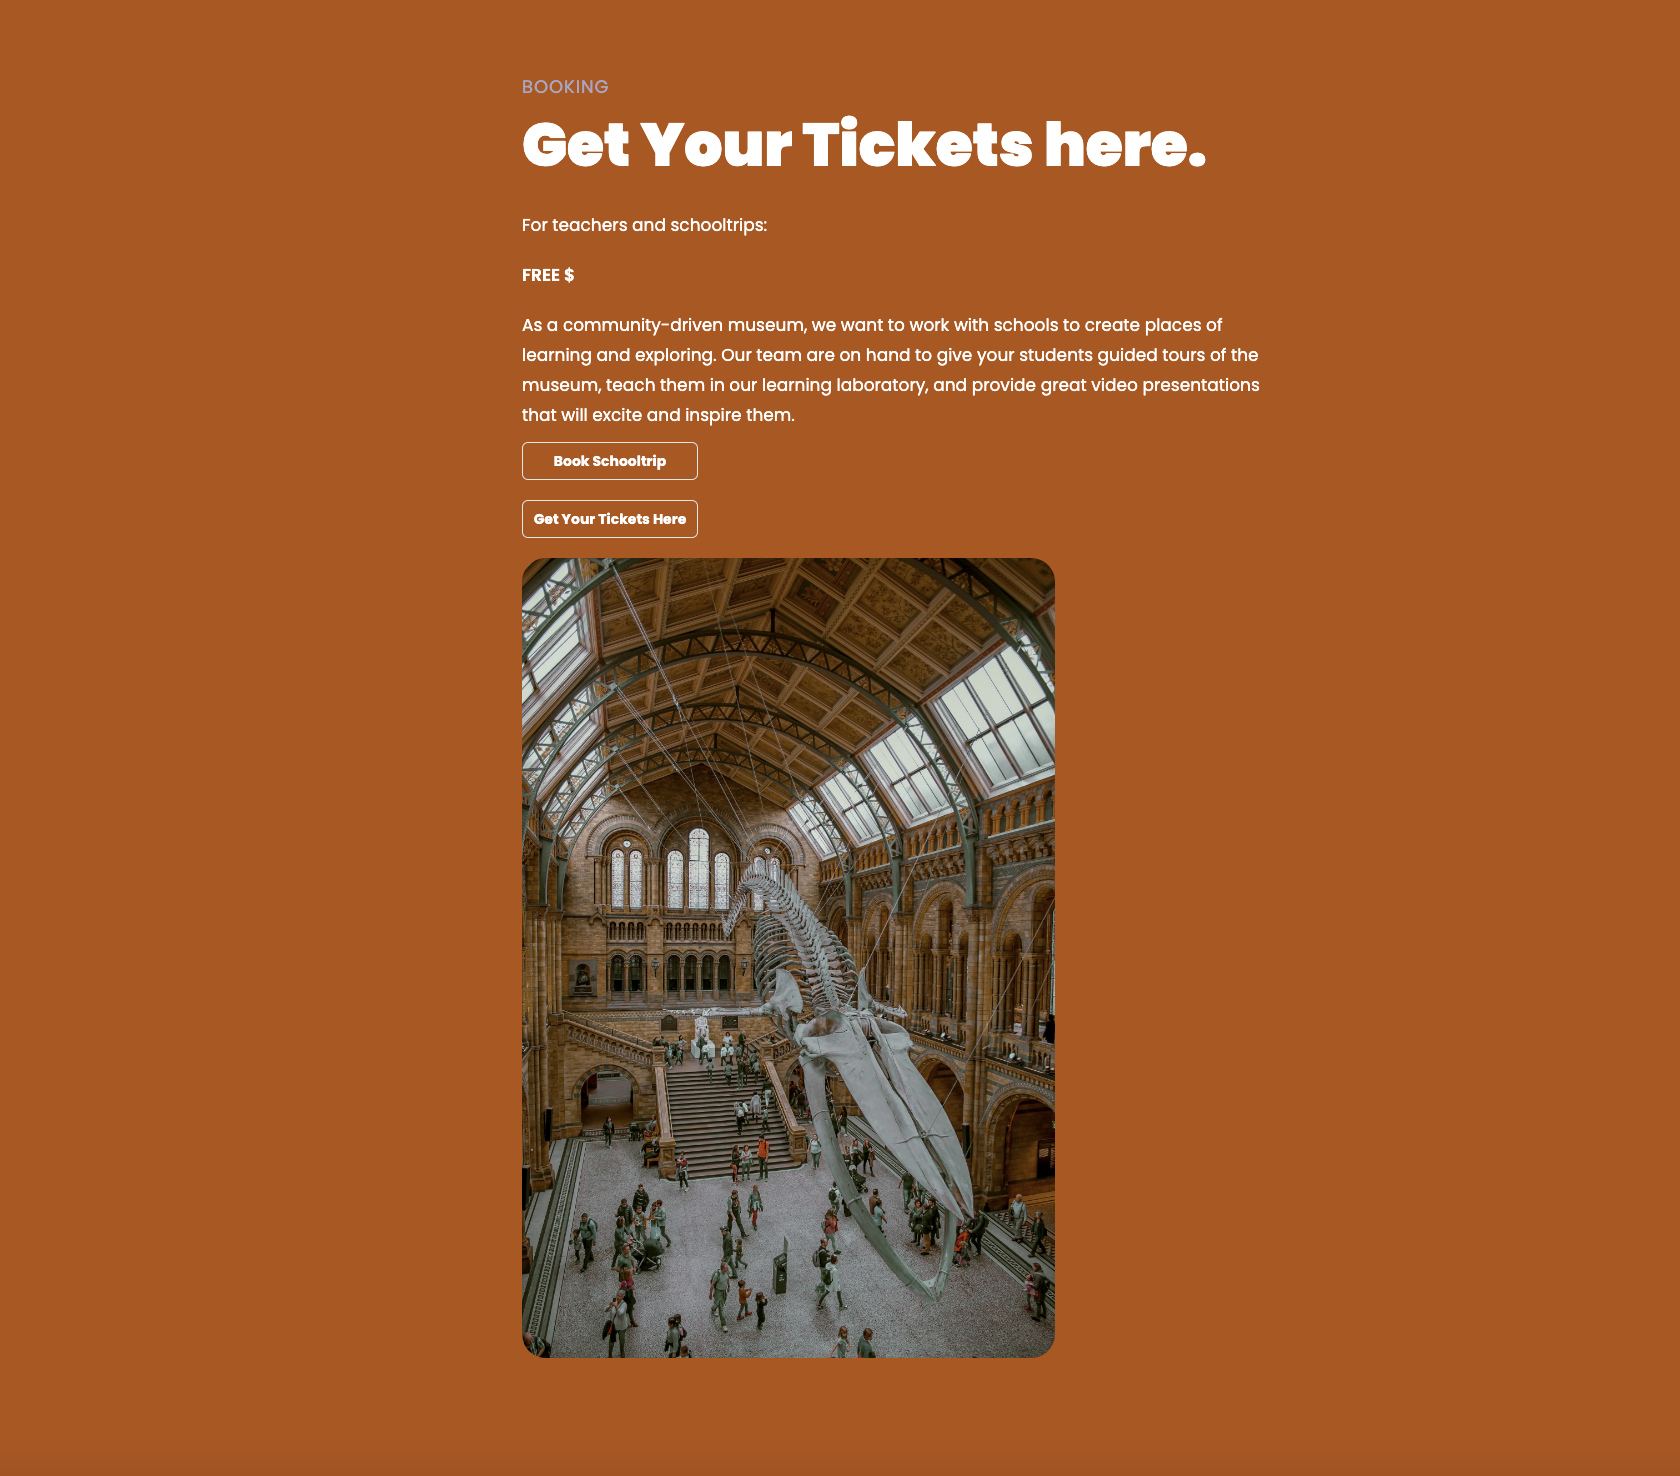 BOOKING
Get Your Tickets here.
For teachers and schooltrips:
FREE $
As a community-driven museum, we want to work with schools to create places of
learning and exploring. Our team are on hand to give your students guided tours of the
museum, teach them in our learning laboratory, and provide great video presentations
that will excite and inspire them.
Book Schooltrip
Get Your Tickets Here